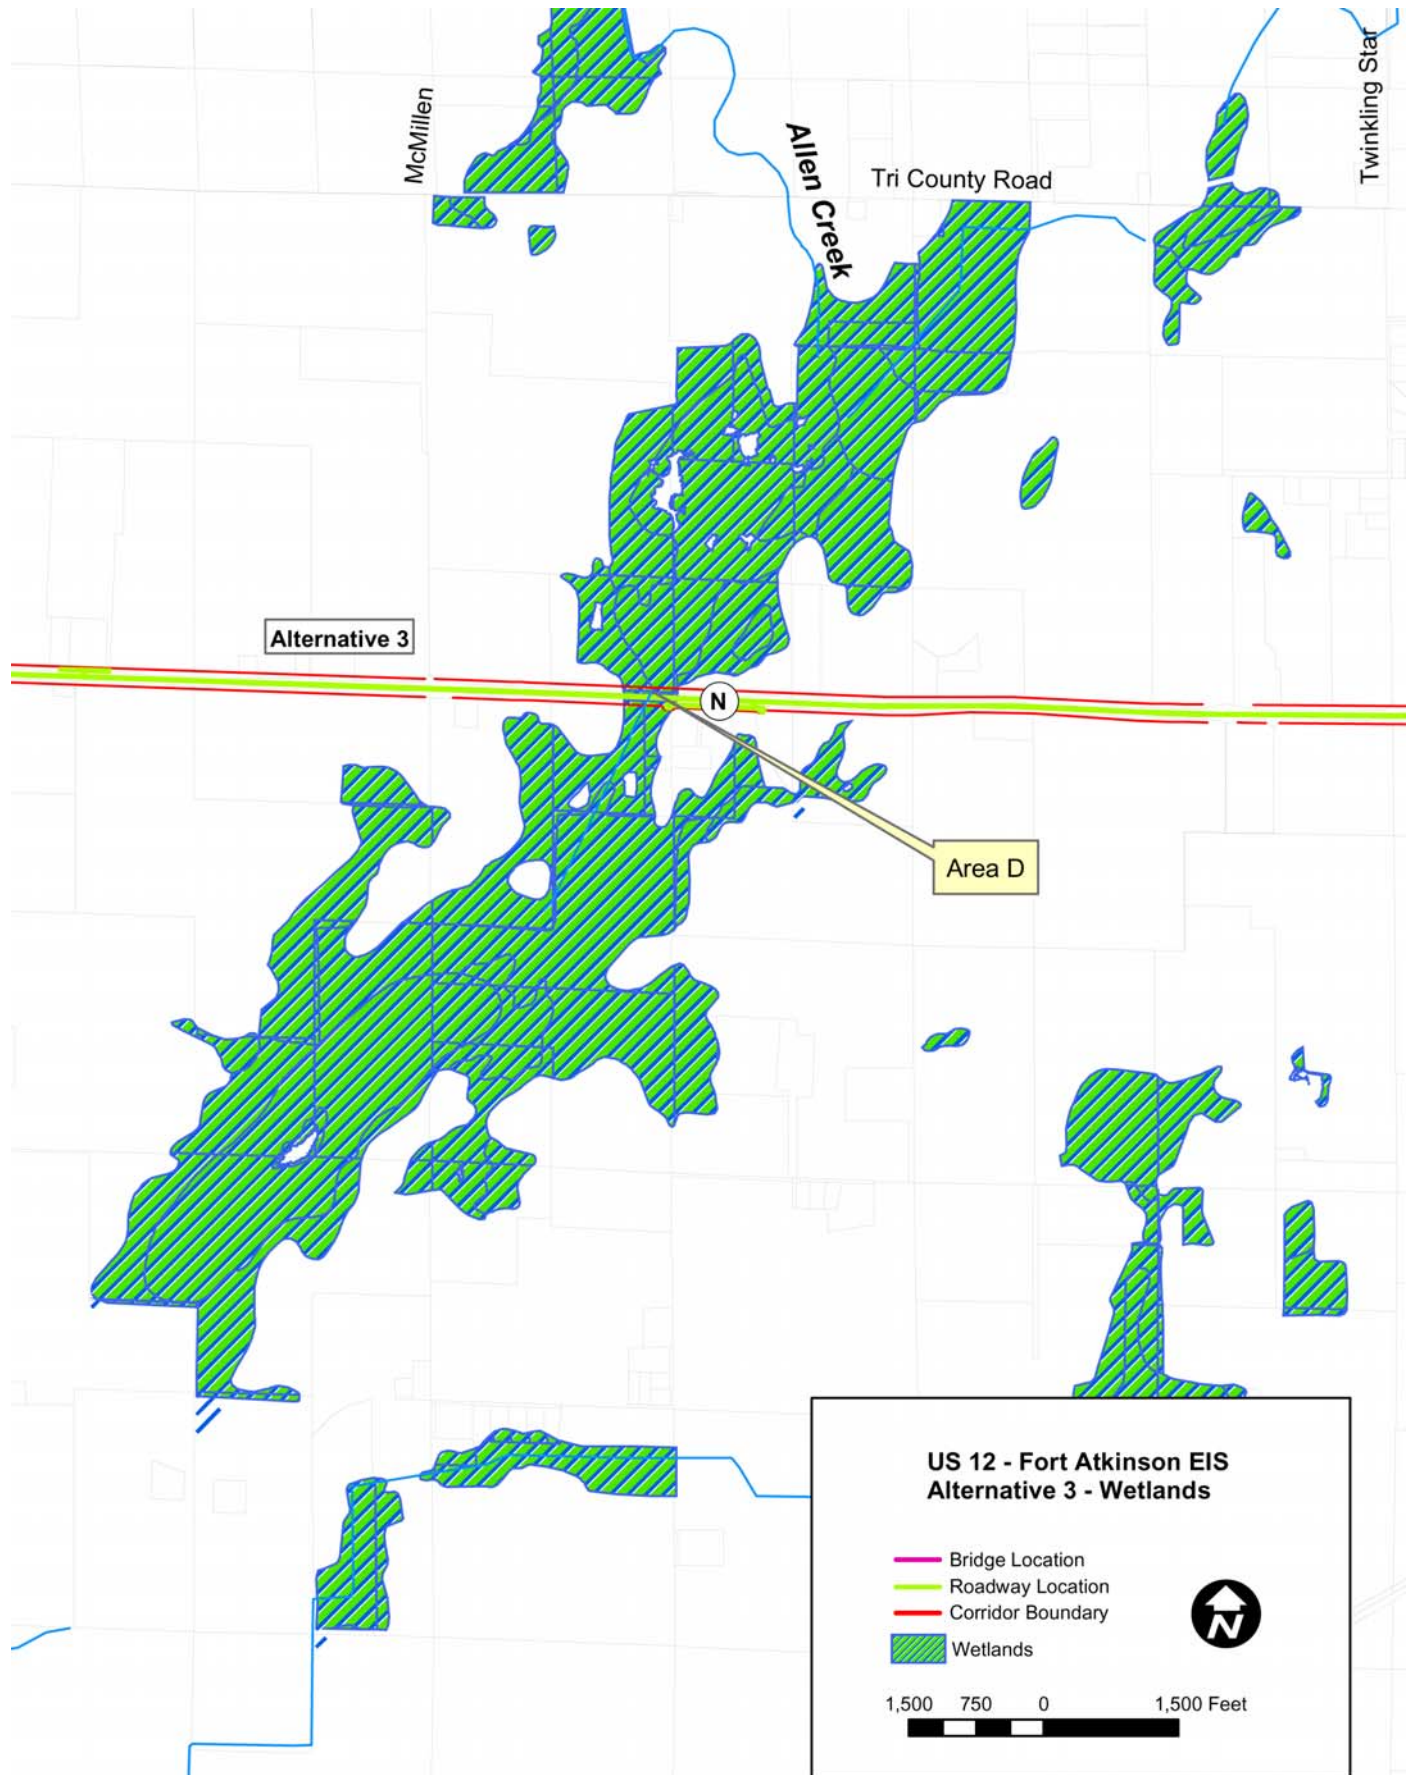 McMillen
Allen Creek
Tri County Road
Twinkling Star
Alternative 3
N
Area D
US 12 - Fort Atkinson EIS
Alternative 3 - Wetlands
Bridge Location
Roadway Location
Corridor Boundary
Wetlands
N
1,500 750 0 1,500 Feet